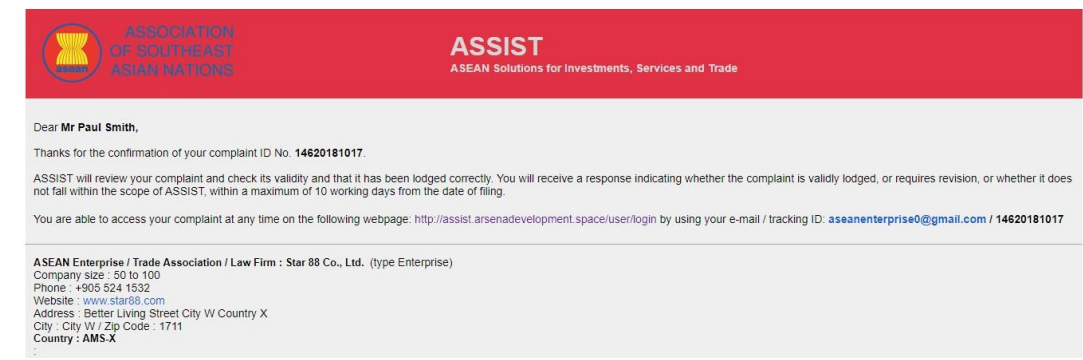 ASSOCIATION
OF SOUTHEAST
ASIAN NATIONS
asean
ASSIST
ASEAN Solutions for Investments, Services and Trade
Dear Mr Paul Smith,
Thanks for the confirmation of your complaint ID No. 14620181017.
ASSIST will review your complaint and check its validity and that it has been lodged correctly. You will receive a response indicating whether the complaint is validly lodged, or requires revision, or whether it does
not fall within the scope of ASSIST, within a maximum of 10 working days from the date of filing.
You are able to access your complaint at any time on the following webpage: http://assist.arsenadevelopment.space/user/login by using your e-mail / tracking ID: aseanenterprise0@gmail.com / 14620181017
ASEAN Enterprise / Trade Association / Law Firm : Star 88 Co., Ltd. (type Enterprise)
Company size : 50 to 100
Phone : +905 524 1532
Website : www.star88.com
Address : Better Living Street City W Country X
City : City W / Zip Code : 1711
Country : AMS-X
: